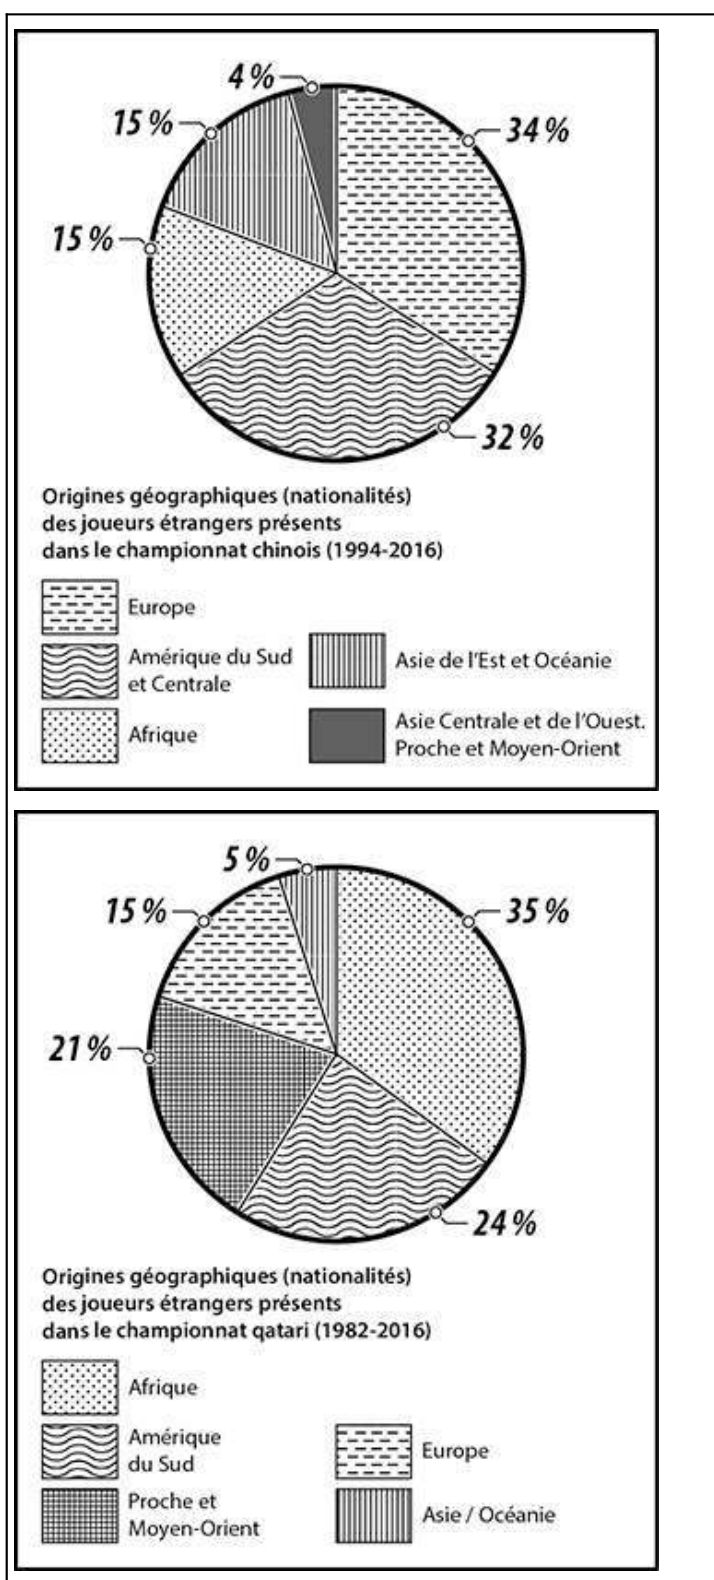 4 %
15 %
34 %
15 %
32 %
Origines géographiques (nationalités)
des joueurs étrangers présents
dans le championnat chinois (1994-2016)
Europe
Amérique du Sud
et Centrale
Afrique
Asie de l'Est et Océanie
Asie Centrale et de l'Ouest.
Proche et Moyen-Orient
5 %
15 %
35 %
21 %
24 %
Origines géographiques (nationalités)
des joueurs étrangers présents
dans le championnat qatari (1982-2016)
Afrique
Amérique
du Sud
Proche et
Moyen-Orient
Europe
Asie / Océanie